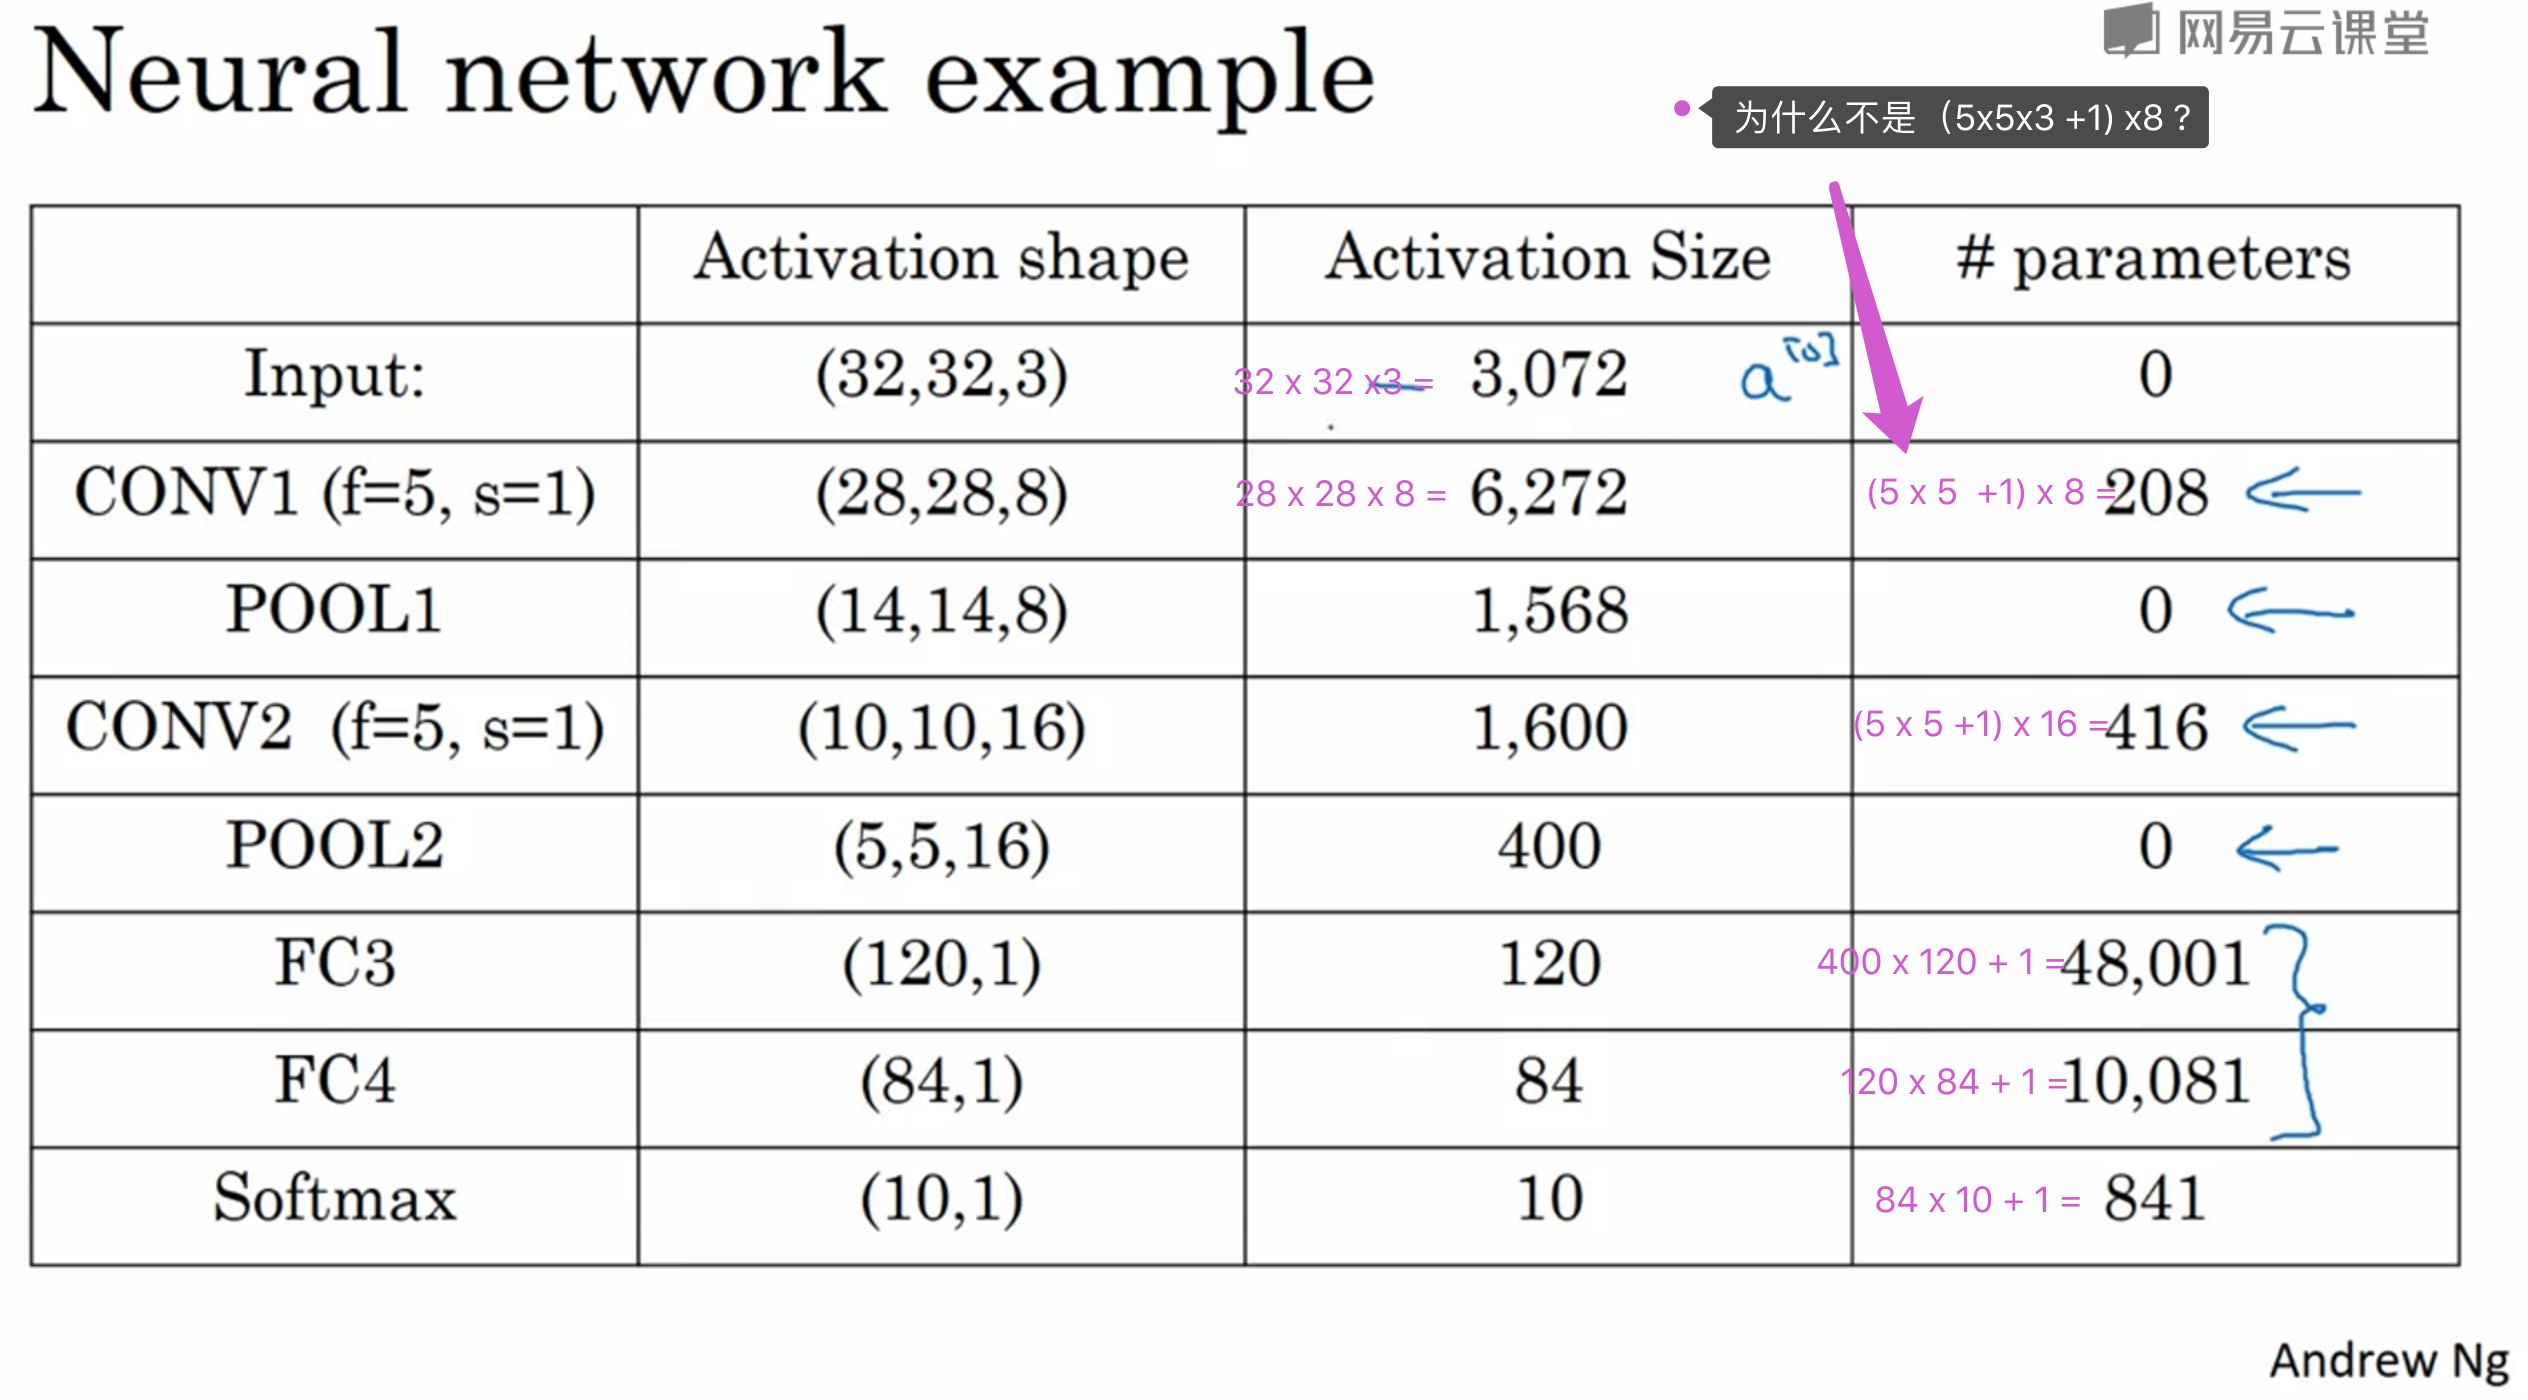 网易云课堂
Neural network example
为什么不是（5x5x3 +1) x8 ?
Activation shape Activation Size # parameters
Input: (32,32,3) 32 x 32 x3 = 3,072 a[0] 0
CONV1 (f=5, s=1) (28,28,8) 28 x 28 x 8 = 6,272 (5 x 5 +1) x 8 =208
POOL1 (14,14,8) 1,568 0
CONV2 (f=5, s=1) (10,10,16) 1,600 (5 x 5 +1) x 16 =416
POOL2 (5,5,16) 400 0
FC3 (120,1) 120 400 x 120 + 1 =48,001
FC4 (84,1) 84 120 x 84 + 1 =10,081
Softmax (10,1) 10 84 x 10 + 1 = 841
Andrew Ng